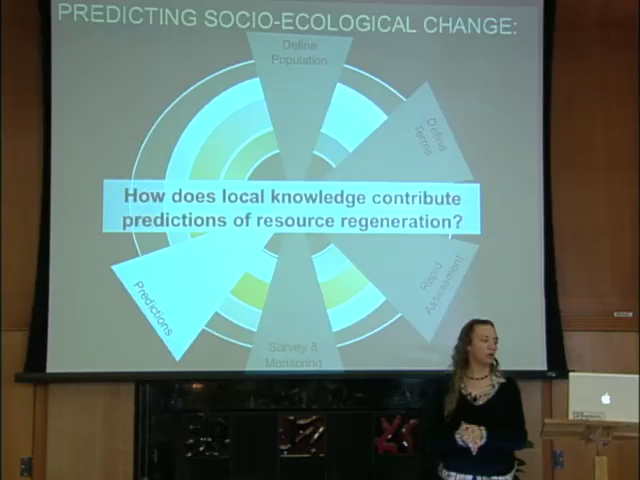 PREDICTING SOCIO-ECOLOGICAL CHANGE:
Define
Population
Define
Terms
How does local knowledge contribute
predictions of resource regeneration?
Predictions
Rapid
Assessment
Survey &
Monitoring